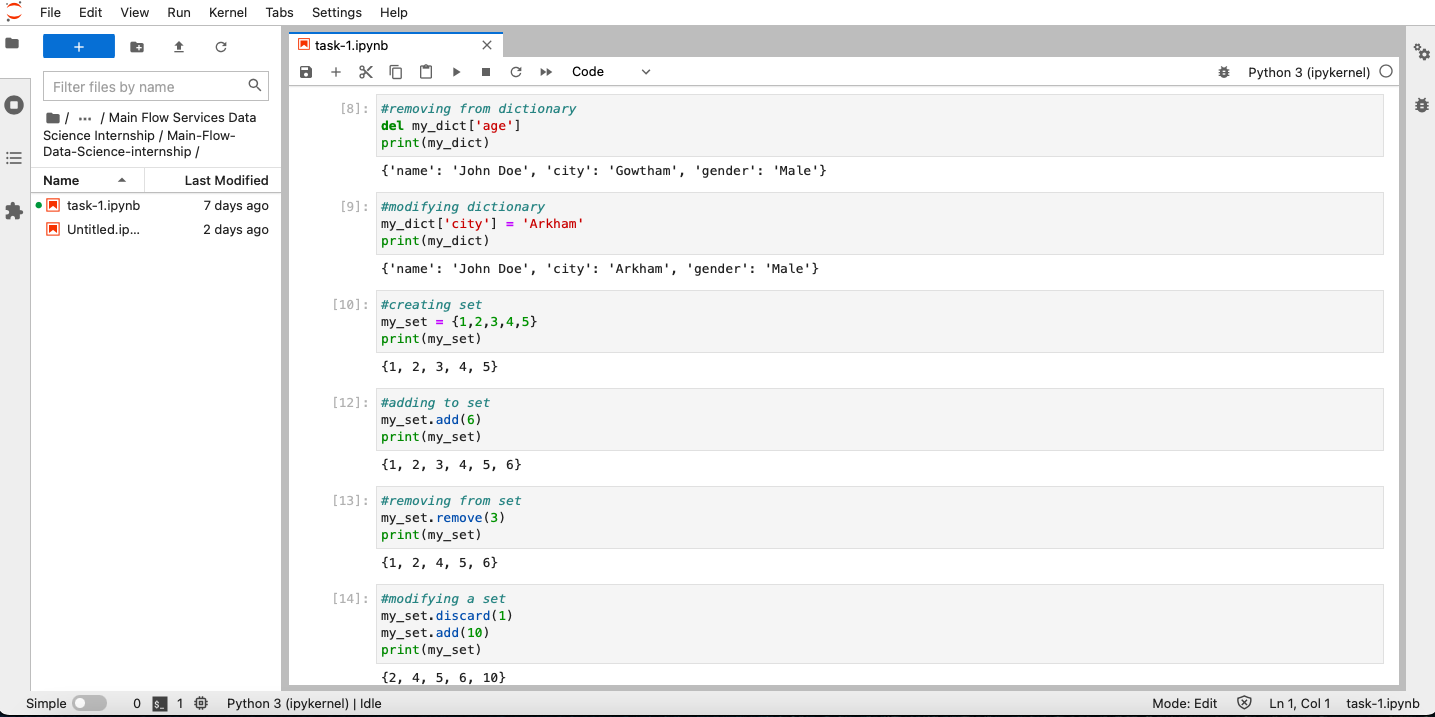 File Edit View Run Kernel Tabs Settings Help
+
Filter files by name
/ ··· / Main Flow Services Data
Science Internship / Main-Flow-
Data-Science-internship /
Name Last Modified
task-1.ipynb 7 days ago
Untitled.ip... 2 days ago
task-1.ipynb
Code
Python 3 (ipykernel)
[8]: #removing from dictionary
del my_dict['age']
print(my_dict)
{'name': 'John Doe', 'city': 'Gowtham', 'gender': 'Male'}
[9]: #modifying dictionary
my_dict['city'] = 'Arkham'
print(my_dict)
{'name': 'John Doe', 'city': 'Arkham', 'gender': 'Male'}
[10]: #creating set
my_set = {1,2,3,4,5}
print(my_set)
{1, 2, 3, 4, 5}
[12]: #adding to set
my_set.add(6)
print(my_set)
{1, 2, 3, 4, 5, 6}
[13]: #removing from set
my_set.remove(3)
print(my_set)
{1, 2, 4, 5, 6}
[14]: #modifying a set
my_set.discard(1)
my_set.add(10)
print(my_set)
{2, 4, 5, 6, 10}
Simple 0 $_ 1 Python 3 (ipykernel) | Idle Mode: Edit Ln 1, Col 1 task-1.ipynb